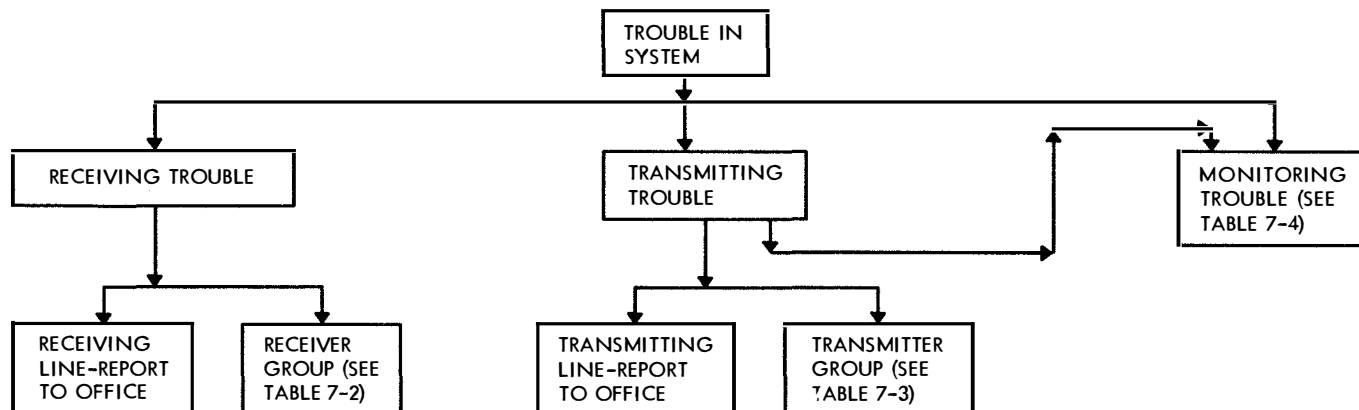 TROUBLE IN
SYSTEM
RECEIVING TROUBLE
TRANSMITTING
TROUBLE
MONITORING
TROUBLE (SEE
TABLE 7-4)
RECEIVING
LINE-REPORT
TO OFFICE
RECEIVER
GROUP (SEE
TABLE 7-2)
TRANSMITTING
LINE-REPORT
TO OFFICE
TRANSMITTER
GROUP (SEE
TABLE 7-3)